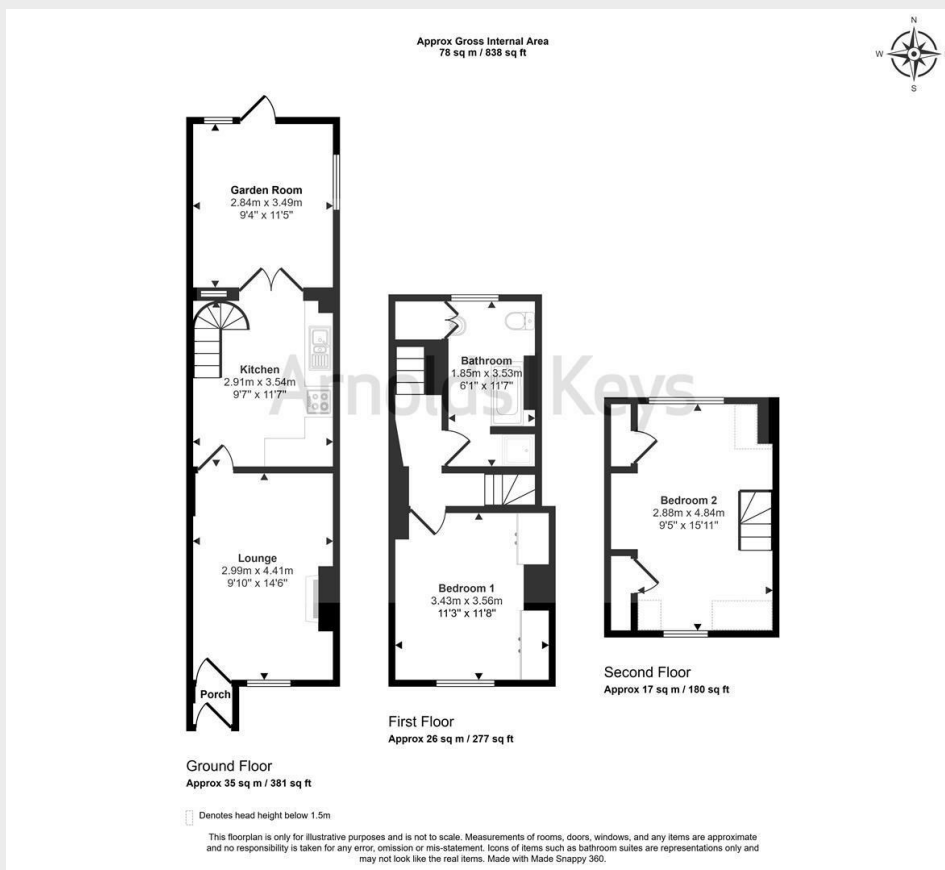 Approx Gross Internal Area
78 sq m / 838 sq ft
N
W
S
Garden Room
2.84m x 3.49m
9'4" x 11'5"
Kitchen
2.91m x 3.54m
9'7" x 11'7"
Lounge
2.99m x 4.41m
9'10" x 14'6"
Porch
Ground Floor
Approx 35 sq m / 381 sq ft
Bathroom
1.85m x 3.53m
6'1" x 11'7"
Bedroom 1
3.43m x 3.56m
11'3" x 11'8"
First Floor
Approx 26 sq m / 277 sq ft
Bedroom 2
2.88m x 4.84m
9'5" x 15'11"
Second Floor
Approx 17 sq m / 180 sq ft
Arnolds Keys
Denotes head height below 1.5m
This floorplan is only for illustrative purposes and is not to scale. Measurements of rooms, doors, windows, and any items are approximate
and no responsibility is taken for any error, omission or mis-statement. Icons of items such as bathroom suites are representations only and
may not look like the real items. Made with Made Snappy 360.